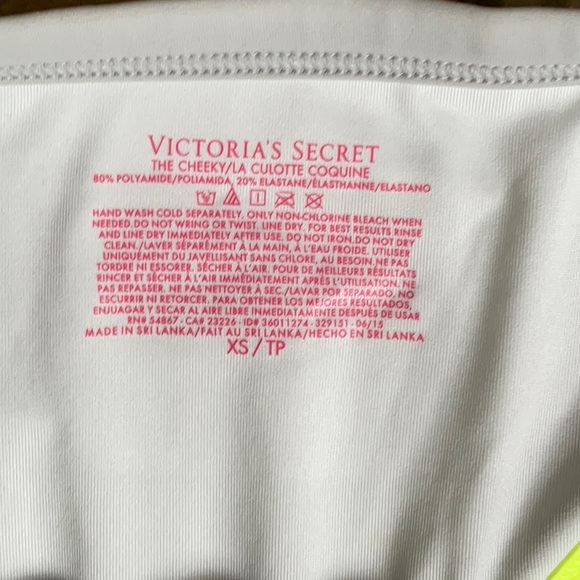 VICTORIA'S SECRET
THE CHEEKY/LA CULOTTE COQUINE
80% POLYAMIDE/POLIAMIDA, 20% ELASTANE/ÉLASTHANNE/ELASTANO
HAND WASH COLD SEPARATELY. ONLY NON-CHLORINE BLEACH WHEN
NEEDED. DO NOT WRING OR TWIST. LINE DRY. FOR BEST RESULTS RINSE
AND LINE DRY IMMEDIATELY AFTER USE. DO NOT IRON. DO NOT DRY
CLEAN./LAVER SÉPARÉMENT À LA MAIN, À L'EAU FROIDE. UTILISER
UNIQUEMENT DU JAVELLISANT SANS CHLORE, AU BESOIN. NE PAS
TORDRE NI ESSORER. SÉCHER À L'AIR. POUR DE MEILLEURS RÉSULTATS
RINCER ET SÉCHER À L'AIR IMMÉDIATEMENT APRÈS L'UTILISATION. NE
PAS REPASSER. NE PAS NETTOYER À SEC./LAVAR POR SEPARADO. NO
ESCURRIR NI RETORCER. PARA OBTENER LOS MEJORES RESULTADOS,
ENJUAGAR Y SECAR AL AIRE LIBRE INMEDIATAMENTE DESPUÉS DE USAR
RN# 54867 - CA# 23226 - ID# 36011274 - 329151 - 06/15
MADE IN SRI LANKA/FAIT AU SRI LANKA/HECHO EN SRI LANKA
XS / TP